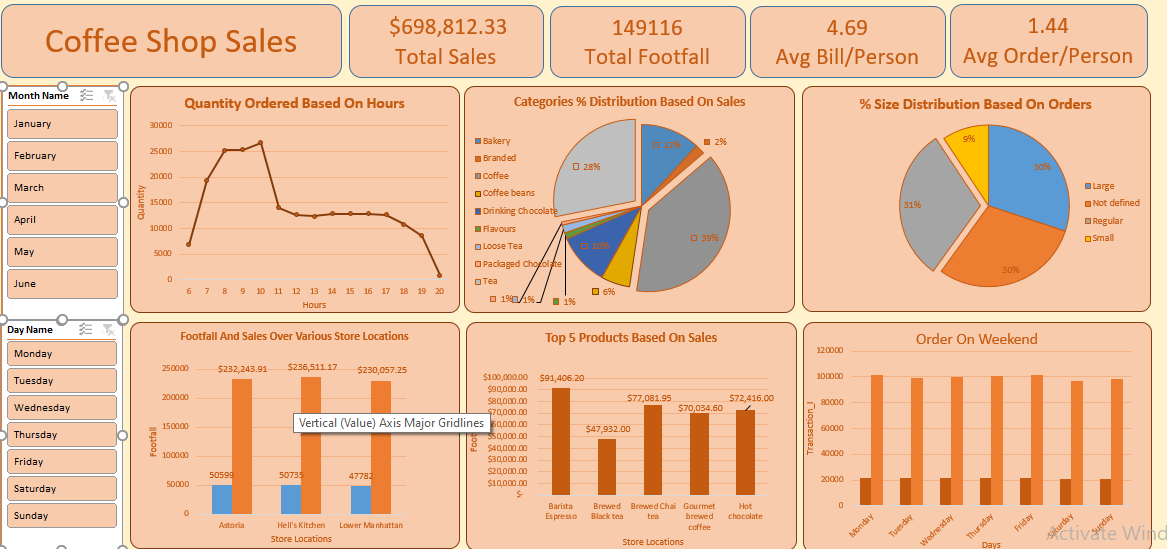 Coffee Shop Sales
$698,812.33
Total Sales
149116
Total Footfall
4.69
Avg Bill/Person
1.44
Avg Order/Person
Month Name
January
February
March
April
May
June
Day Name
Monday
Tuesday
Wednesday
Thursday
Friday
Saturday
Sunday
Quantity Ordered Based On Hours
30000
25000
20000
15000
10000
5000
0
Quantity
6 7 8 9 10 11 12 13 14 15 16 17 18 19 20
Hours
Categories % Distribution Based On Sales
Bakery
Branded
Coffee
Coffee beans
Drinking Chocolate
Flavours
Loose Tea
Packaged Chocolate
Tea
12%
2%
39%
6%
10%
1%
1%
1%
28%
% Size Distribution Based On Orders
30%
30%
31%
9%
Large
Not defined
Regular
Small
Footfall And Sales Over Various Store Locations
250000
200000
150000
100000
50000
0
Footfall
$232,243.91
$236,511.17
$230,057.25
50599
50735
47782
Astoria
Hell's Kitchen
Lower Manhattan
Store Locations
Vertical (Value) Axis Major Gridlines
Top 5 Products Based On Sales
$100,000.00
$90,000.00
$80,000.00
$70,000.00
$60,000.00
$50,000.00
$40,000.00
$30,000.00
$20,000.00
$10,000.00
$-
$91,406.20
$47,932.00
$77,081.95
$70,034.60
$72,416.00
Barista
Espresso
Brewed
Black tea
Brewed Chai
tea
Gourmet
brewed
coffee
Hot
chocolate
Store Locations
Order On Weekend
120000
100000
80000
60000
40000
20000
0
Transaction_I
Monday
Tuesday
Wednesday
Thursday
Friday
Saturday
Sunday
Days
Activate Wind